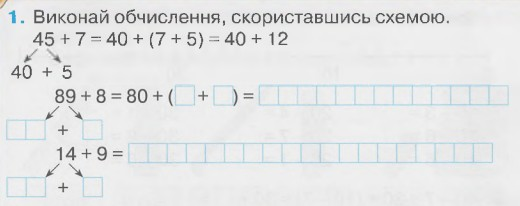 1. Виконай обчислення, скориставшись схемою.
45 + 7 = 40 + (7 + 5) = 40 + 12
40 + 5
89 + 8 = 80 + ( + ) =
+
14 + 9 =
+